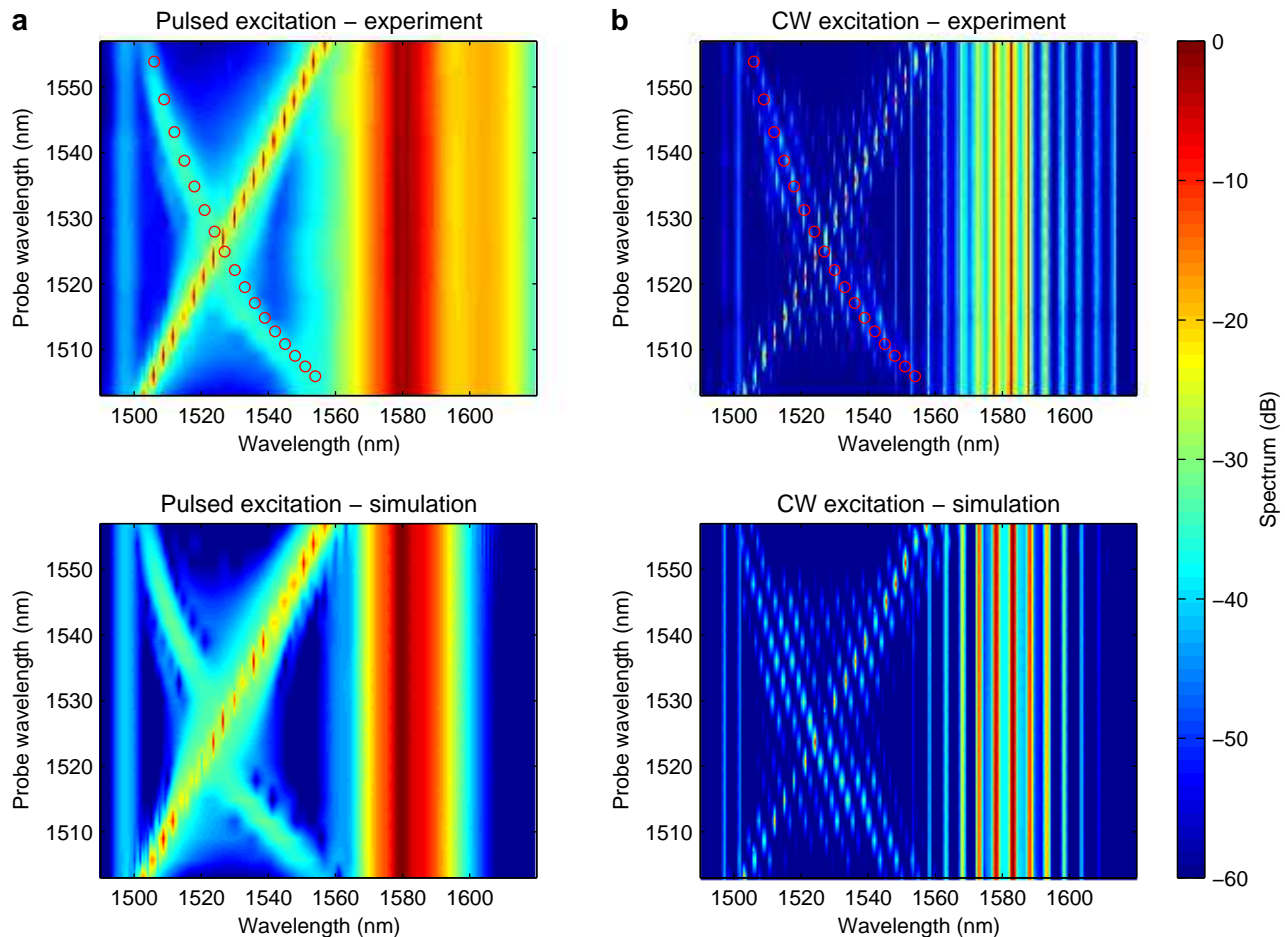 a
Pulsed excitation – experiment
1550
1540
1530
1520
1510
Probe wavelength (nm)
1500 1520 1540 1560 1580 1600
Wavelength (nm)
b
CW excitation – experiment
1550
1540
1530
1520
1510
Probe wavelength (nm)
1500 1520 1540 1560 1580 1600
Wavelength (nm)
Pulsed excitation – simulation
1550
1540
1530
1520
1510
Probe wavelength (nm)
1500 1520 1540 1560 1580 1600
Wavelength (nm)
CW excitation – simulation
1550
1540
1530
1520
1510
Probe wavelength (nm)
1500 1520 1540 1560 1580 1600
Wavelength (nm)
0
–10
–20
–30
–40
–50
–60
Spectrum (dB)